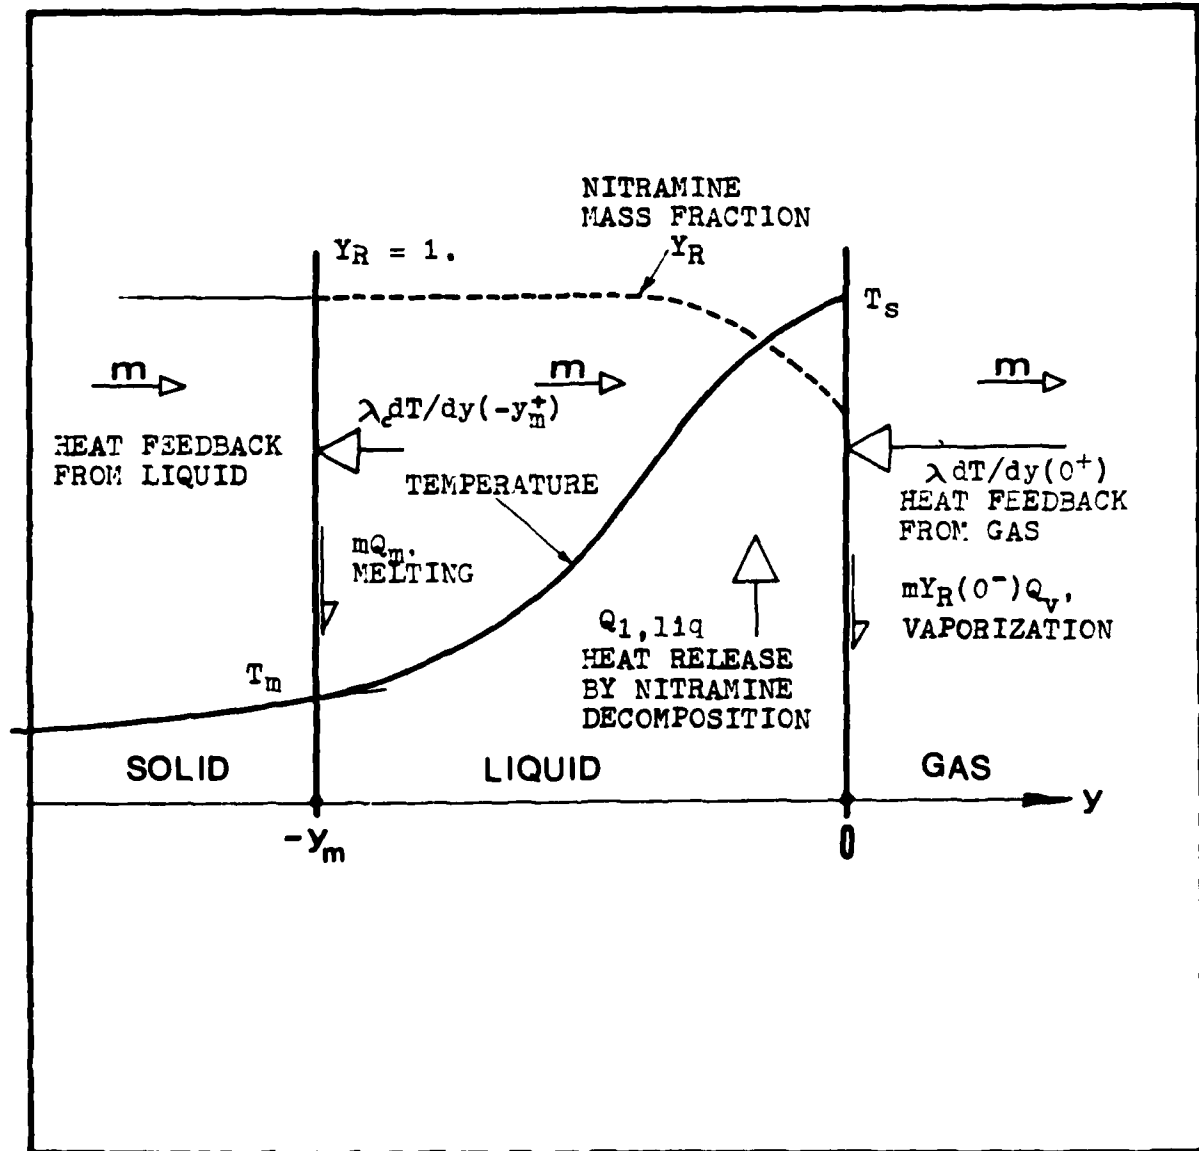 NITRAMINE
MASS FRACTION
Y_R
Y_R = 1.
T_s
m
m
m
λ_c dT/dy(-y_m^+)
HEAT FEEDBACK
FROM LIQUID
TEMPERATURE
λ dT/dy(0^+)
HEAT FEEDBACK
FROM GAS
mQ_m,
MELTING
mY_R(0^-)Q_v,
VAPORIZATION
Q_1,liq
HEAT RELEASE
BY NITRAMINE
DECOMPOSITION
T_m
SOLID
LIQUID
GAS
y
-y_m
0